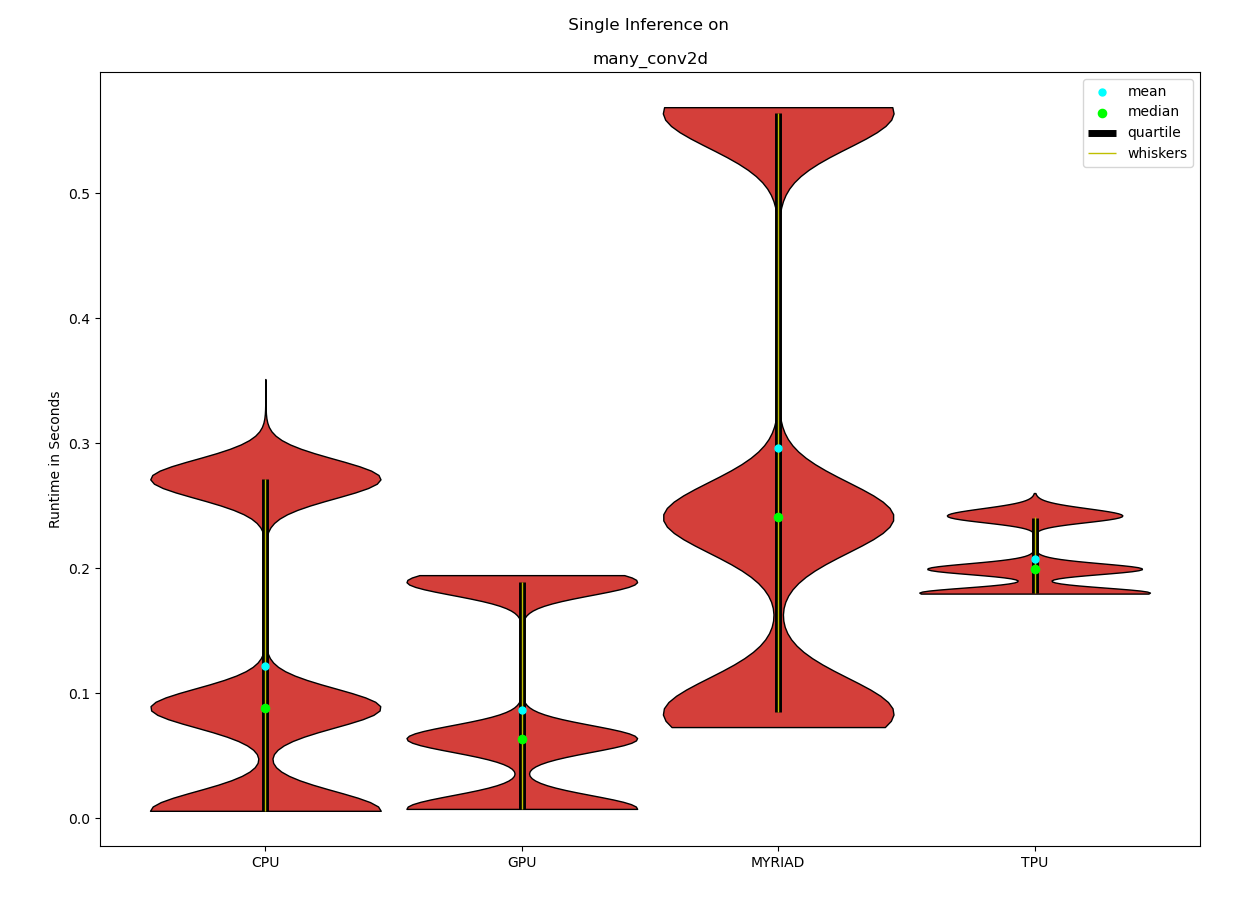 Single Inference on
many_conv2d
mean
median
quartile
whiskers
Runtime in Seconds
0.5
0.4
0.3
0.2
0.1
0.0
CPU
GPU
MYRIAD
TPU